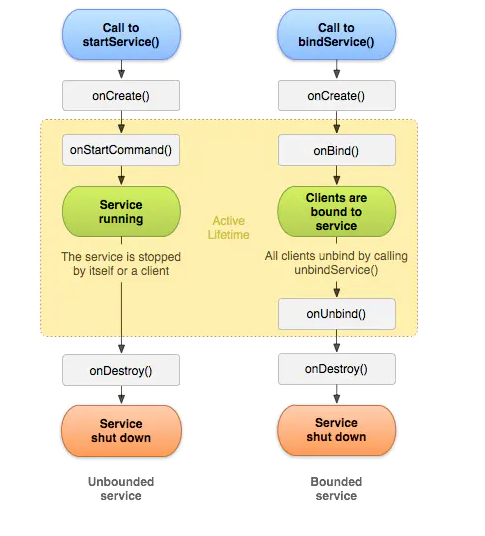 Call to
startService()
onCreate()
onStartCommand()
Service
running
The service is stopped
by itself or a client
onDestroy()
Service
shut down
Unbounded
service
Active
Lifetime
Call to
bindService()
onCreate()
onBind()
Clients are
bound to
service
All clients unbind by calling
unbindService()
onUnbind()
onDestroy()
Service
shut down
Bounded
service